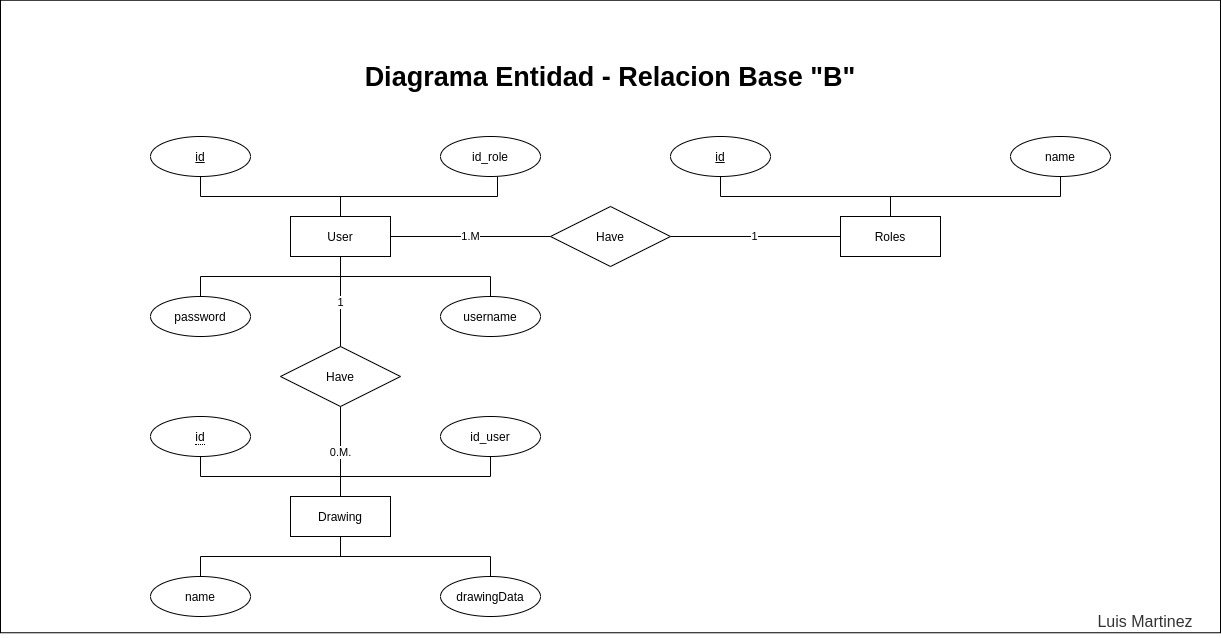 Diagrama Entidad - Relacion Base "B"
id
id_role
id
name
User
1.M
Have
1
Roles
1
password
username
Have
id
id_user
0.M.
Drawing
name
drawingData
Luis Martinez